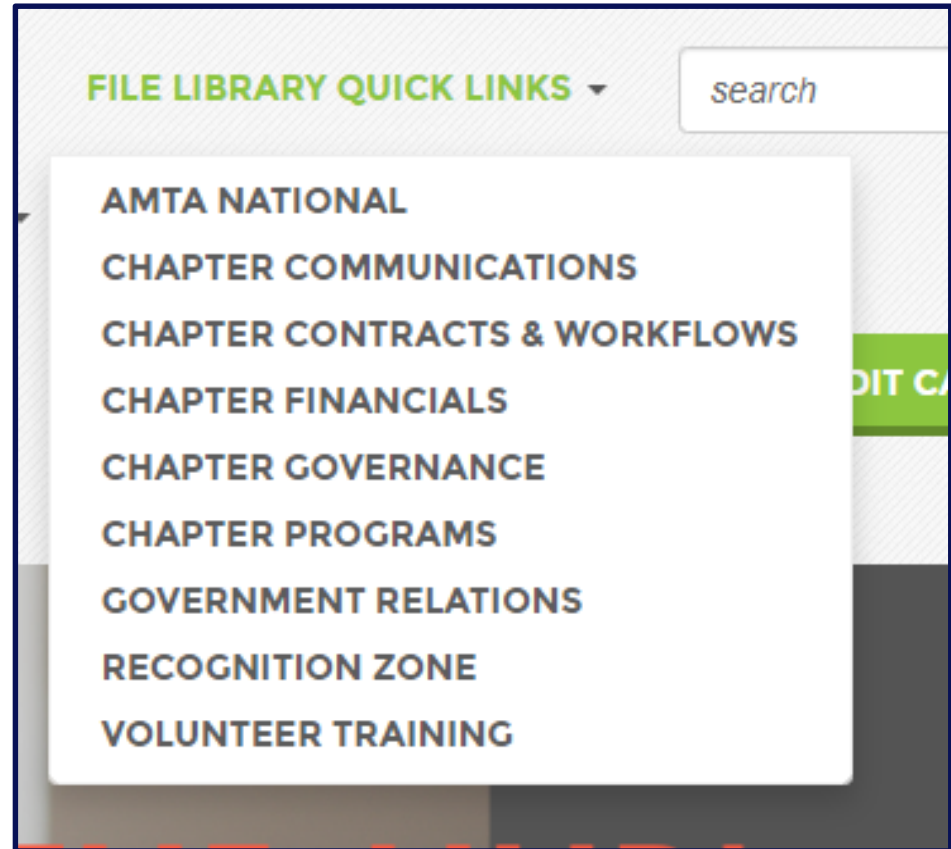 FILE LIBRARY QUICK LINKS
search
AMTA NATIONAL
CHAPTER COMMUNICATIONS
CHAPTER CONTRACTS & WORKFLOWS
CHAPTER FINANCIALS
CHAPTER GOVERNANCE
CHAPTER PROGRAMS
GOVERNMENT RELATIONS
RECOGNITION ZONE
VOLUNTEER TRAINING